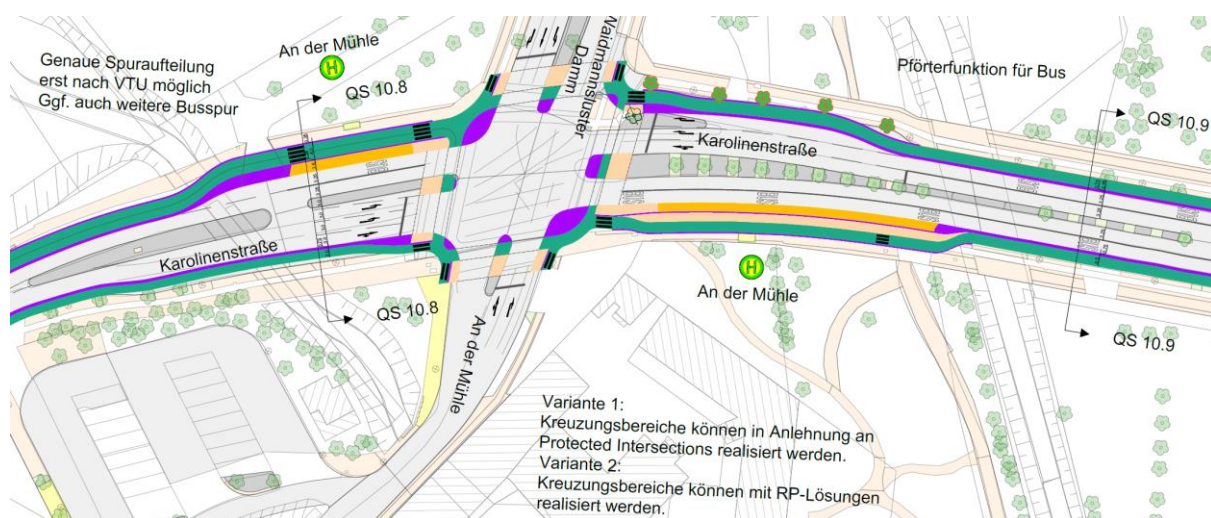 Genaue Spuraufteilung
erst nach VTU möglich
Ggf. auch weitere Busspur
An der Mühle
H
QS 10.8
Waidmannsluster
Damm
Pförterfunktion für Bus
QS 10.9
Karolinenstraße
Karolinenstraße
QS 10.8
An der Mühle
H
An der Mühle
QS 10.9
Variante 1:
Kreuzungsbereiche können in Anlehnung an
Protected Intersections realisiert werden.
Variante 2:
Kreuzungsbereiche können mit RP-Lösungen
realisiert werden.